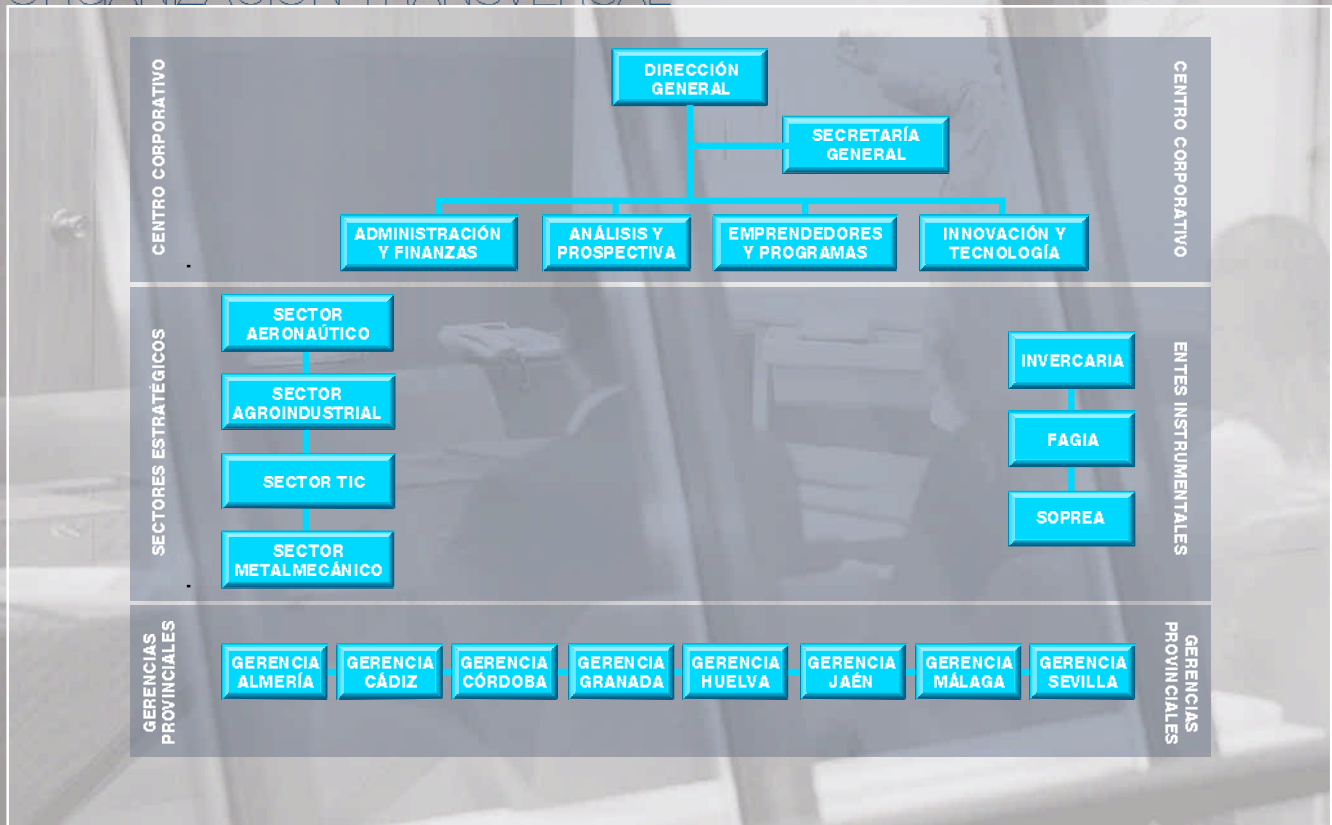 ORGANIZACIÓN TRANSVERSAL
CENTRO CORPORATIVO
DIRECCIÓN
GENERAL
SECRETARÍA
GENERAL
ADMINISTRACIÓN
Y FINANZAS
ANÁLISIS Y
PROSPECTIVA
EMPRENDEDORES
Y PROGRAMAS
INNOVACIÓN Y
TECNOLOGÍA
CENTRO CORPORATIVO
SECTORES ESTRATÉGICOS
SECTOR
AERONAÚTICO
SECTOR
AGROINDUSTRIAL
SECTOR TIC
SECTOR
METALMECÁNICO
INVERCARIA
FAGIA
SOPREA
ENTES INSTRUMENTALES
GERENCIAS
PROVINCIALES
GERENCIA
ALMERÍA
GERENCIA
CÁDIZ
GERENCIA
CÓRDOBA
GERENCIA
GRANADA
GERENCIA
HUELVA
GERENCIA
JAÉN
GERENCIA
MÁLAGA
GERENCIA
SEVILLA
GERENCIAS
PROVINCIALES